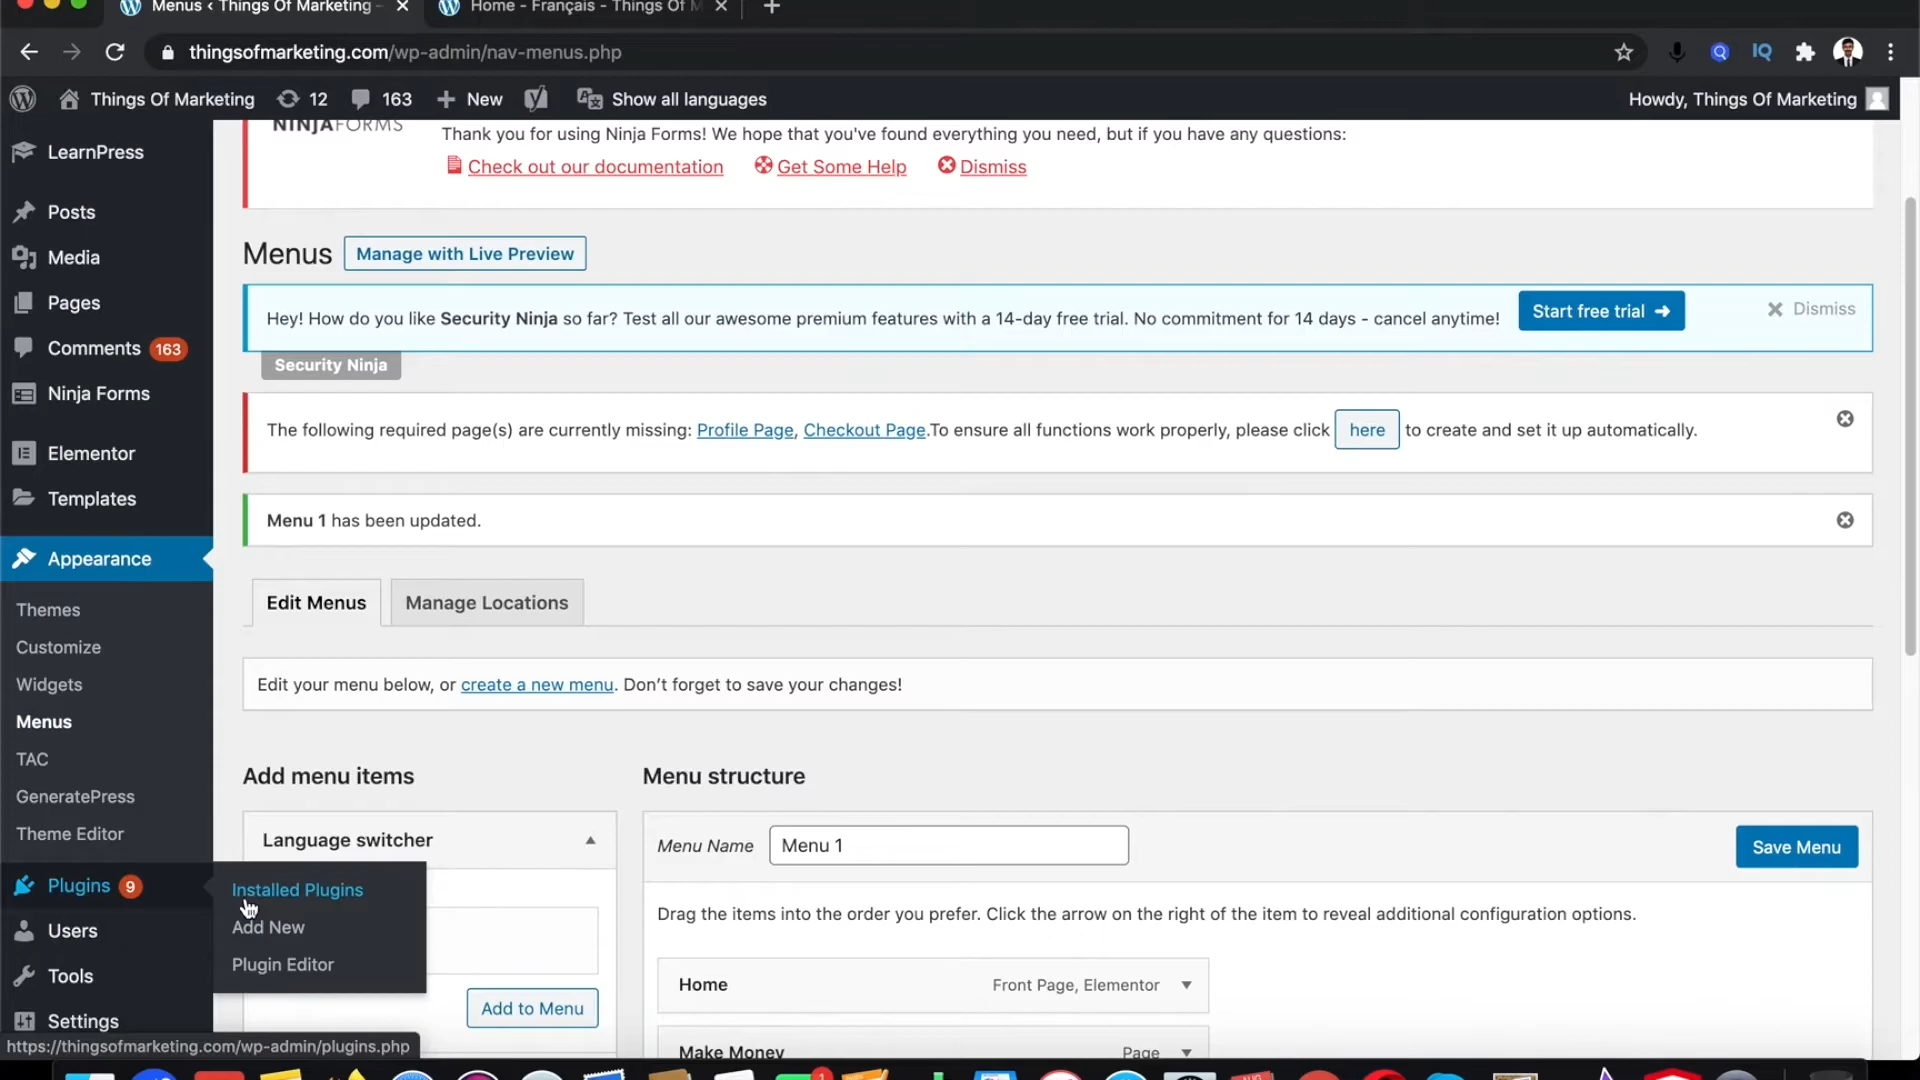 Menus ‹ Things Of Marketing
Home - Français - Things Of M
thingsofmarketing.com/wp-admin/nav-menus.php
IQ
Things Of Marketing 12 163 New Show all languages
Howdy, Things Of Marketing
NINJAFORMS
Thank you for using Ninja Forms! We hope that you've found everything you need, but if you have any questions:
Check out our documentation Get Some Help Dismiss
LearnPress
Posts
Media
Pages
Comments 163
Ninja Forms
Elementor
Templates
Appearance
Themes
Customize
Widgets
Menus
TAC
GeneratePress
Theme Editor
Plugins 9
Users
Tools
Settings
Installed Plugins
Add New
Plugin Editor
Menus Manage with Live Preview
Hey! How do you like Security Ninja so far? Test all our awesome premium features with a 14-day free trial. No commitment for 14 days - cancel anytime! Start free trial ➜ Dismiss
Security Ninja
The following required page(s) are currently missing: Profile Page, Checkout Page.To ensure all functions work properly, please click here to create and set it up automatically.
Menu 1 has been updated.
Edit Menus Manage Locations
Edit your menu below, or create a new menu. Don’t forget to save your changes!
Add menu items
Language switcher
Add to Menu
Menu structure
Menu Name Menu 1 Save Menu
Drag the items into the order you prefer. Click the arrow on the right of the item to reveal additional configuration options.
Home Front Page, Elementor
Make Money Page
https://thingsofmarketing.com/wp-admin/plugins.php
1